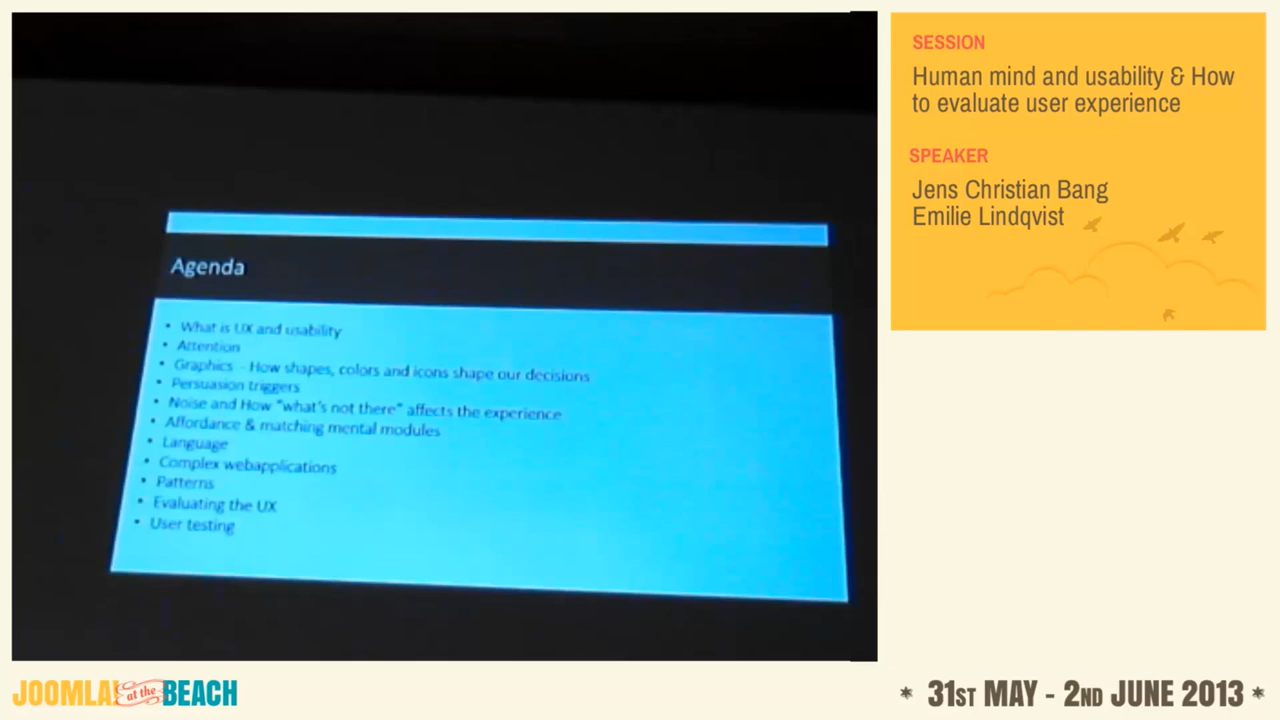 Agenda
• What is UX and usability
• Attention
• Graphics - How shapes, colors and icons shape our decisions
• Persuasion triggers
• Noise and How "what's not there" affects the experience
• Affordance & matching mental modules
• Language
• Complex webapplications
• Patterns
• Evaluating the UX
• User testing
SESSION
Human mind and usability & How
to evaluate user experience
SPEAKER
Jens Christian Bang
Emilie Lindqvist
JOOMLA! at the BEACH
* 31ST MAY - 2ND JUNE 2013 *